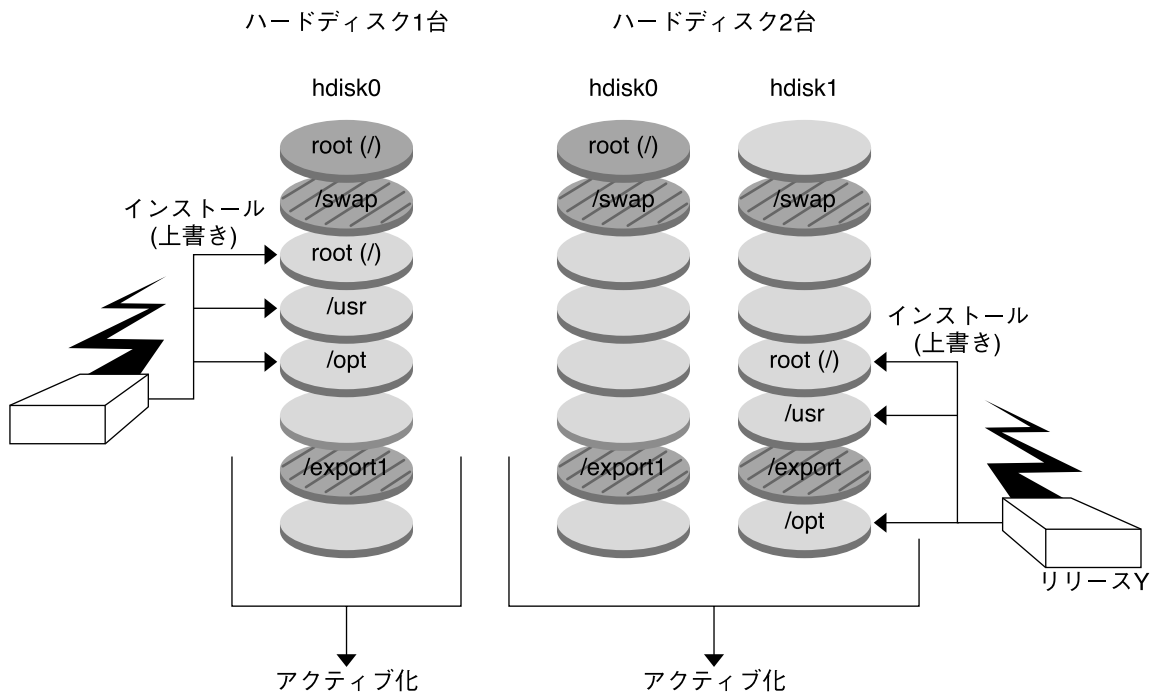 ハードディスク1台
ハードディスク2台
hdisk0
hdisk0
hdisk1
root (/)
/swap
インストール
(上書き)
root (/)
/usr
/opt
/export1
root (/)
/swap
/export1
/swap
root (/)
/usr
/export
/opt
インストール
(上書き)
リリースY
アクティブ化
アクティブ化